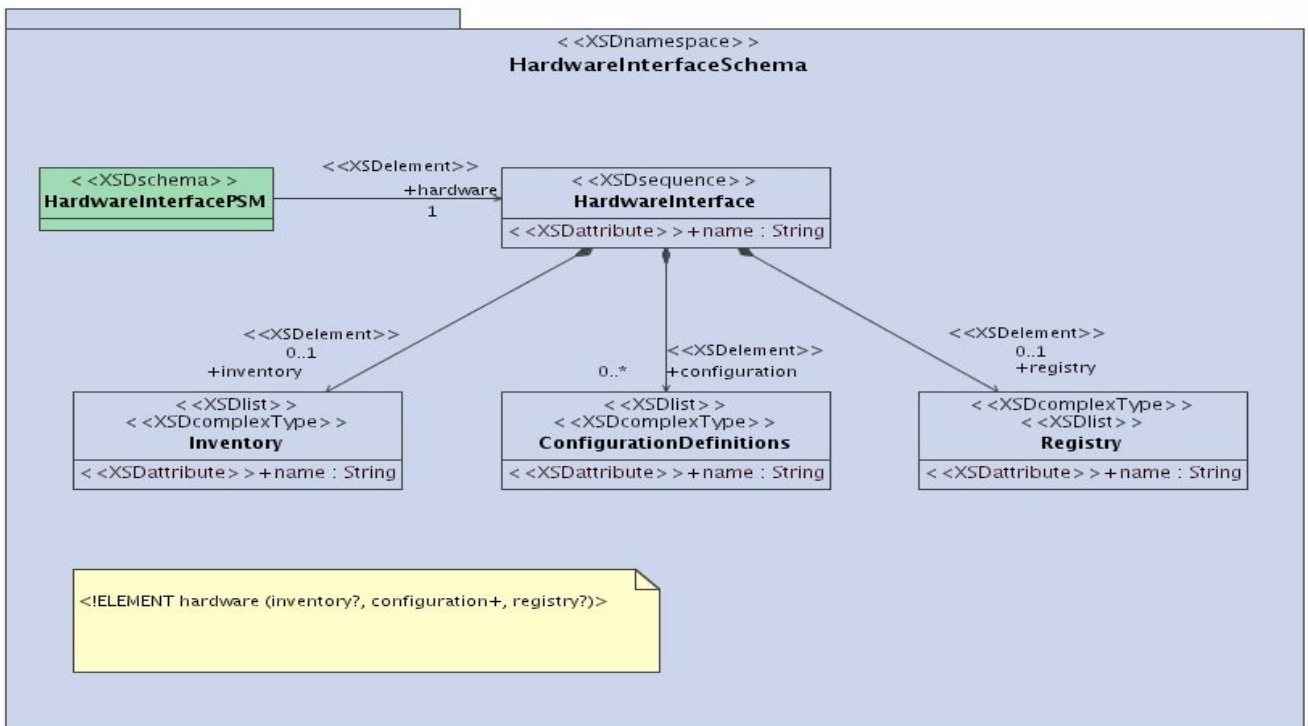 < <XSDnamespace> >
HardwareInterfaceSchema
< <XSDschema> >
HardwareInterfacePSM
<<XSDelement>>
+hardware
1
< <XSDsequence> >
HardwareInterface
< <XSDattribute> >+name : String
<<XSDelement>>
0..1
+inventory
<<XSDelement>>
0..*
+configuration
<<XSDelement>>
0..1
+registry
< <XSDlist> >
< <XSDcomplexType> >
Inventory
< <XSDattribute> >+name : String
< <XSDlist> >
< <XSDcomplexType> >
ConfigurationDefinitions
< <XSDattribute> >+name : String
< <XSDcomplexType> >
< <XSDlist> >
Registry
< <XSDattribute> >+name : String
<!ELEMENT hardware (inventory?, configuration+, registry?)>